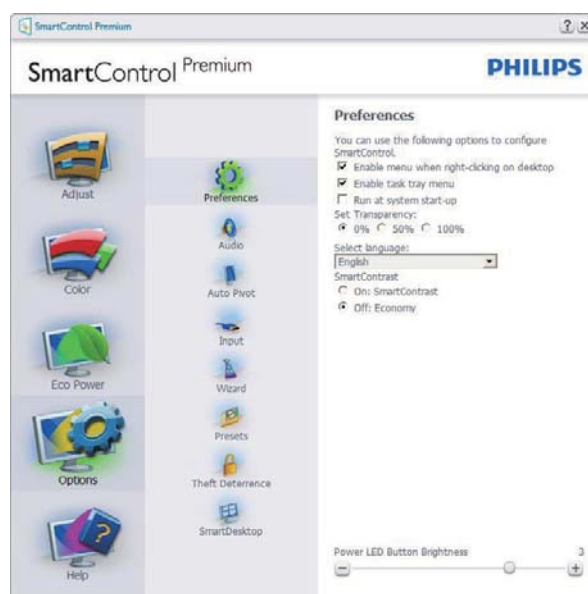 SmartControl Premium
SmartControl Premium
PHILIPS
Adjust
Color
Eco Power
Options
Help
Preferences
Audio
Auto Pivot
Input
Wizard
Presets
Theft Deterrence
SmartDesktop
Preferences
You can use the following options to configure
SmartControl.
Enable menu when right-clicking on desktop
Enable task tray menu
Run at system start-up
Set Transparency:
0% 50% 100%
Select language:
English
SmartContrast
On: SmartContrast
Off: Economy
Power LED Button Brightness 3